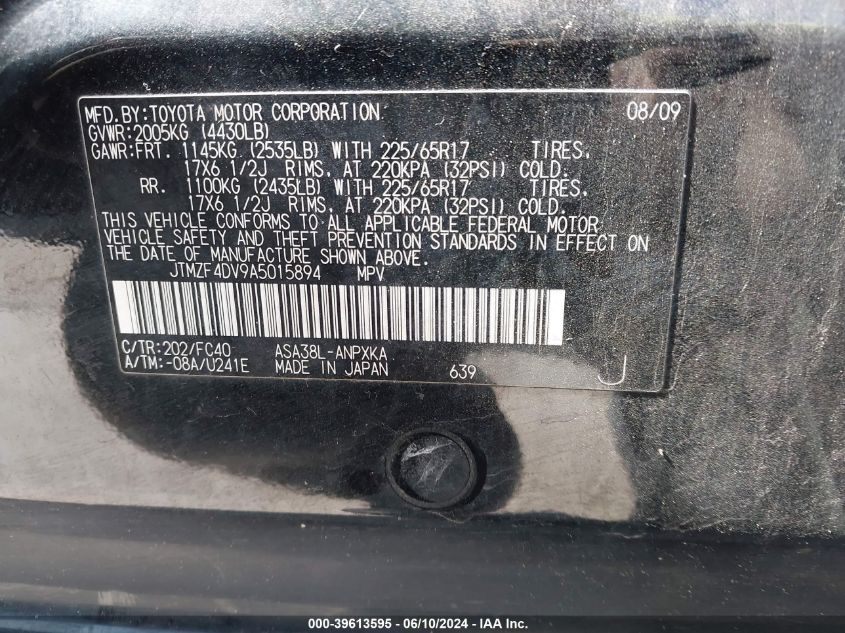 MFD.BY:TOYOTA MOTOR CORPORATION 08/09
GVWR:2005KG (4430LB)
GAWR:FRT. 1145KG (2535LB) WITH 225/65R17 TIRES,
17X6 1/2J RIMS, AT 220KPA (32PSI) COLD.
RR. 1100KG (2435LB) WITH 225/65R17 TIRES,
17X6 1/2J RIMS, AT 220KPA (32PSI) COLD.
THIS VEHICLE CONFORMS TO ALL APPLICABLE FEDERAL MOTOR
VEHICLE SAFETY AND THEFT PREVENTION STANDARDS IN EFFECT ON
THE DATE OF MANUFACTURE SHOWN ABOVE.
JTMZF4DV9A5015894 MPV
C/TR:202/FC40 ASA38L-ANPXKA
A/TM:-08A/U241E MADE IN JAPAN 639 J
000-39613595 - 06/10/2024 - IAA, Inc.